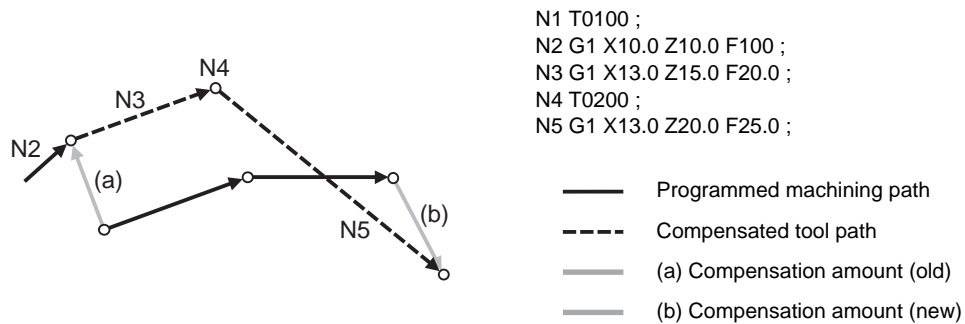 N1 T0100 ;
N2 G1 X10.0 Z10.0 F100 ;
N3 G1 X13.0 Z15.0 F20.0 ;
N4 T0200 ;
N5 G1 X13.0 Z20.0 F25.0 ;
N4
N3
N2
(a)
(b)
N5
Programmed machining path
Compensated tool path
(a) Compensation amount (old)
(b) Compensation amount (new)